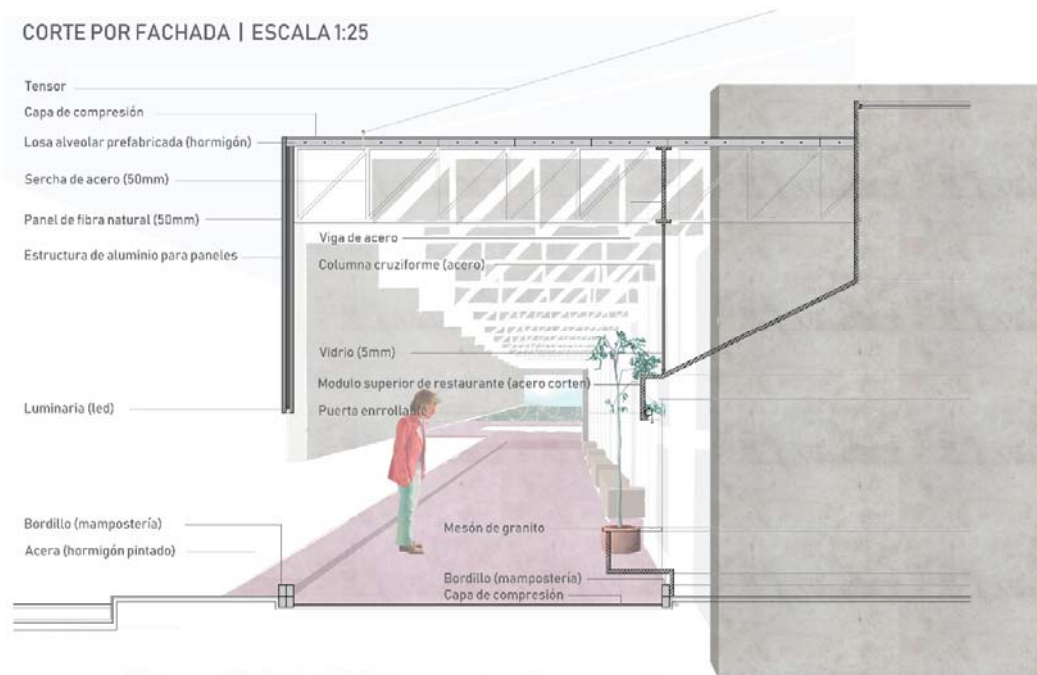 CORTE POR FACHADA | ESCALA 1:25
Tensor
Capa de compresión
Losa alveolar prefabricada (hormigón)
Sercha de acero (50mm)
Panel de fibra natural (50mm)
Estructura de aluminio para paneles
Viga de acero
Columna cruziforme (acero)
Vidrio (5mm)
Modulo superior de restaurante (acero corten)
Puerta enrrollable
Luminaria (led)
Bordillo (mampostería)
Acera (hormigón pintado)
Mesón de granito
Bordillo (mampostería)
Capa de compresión